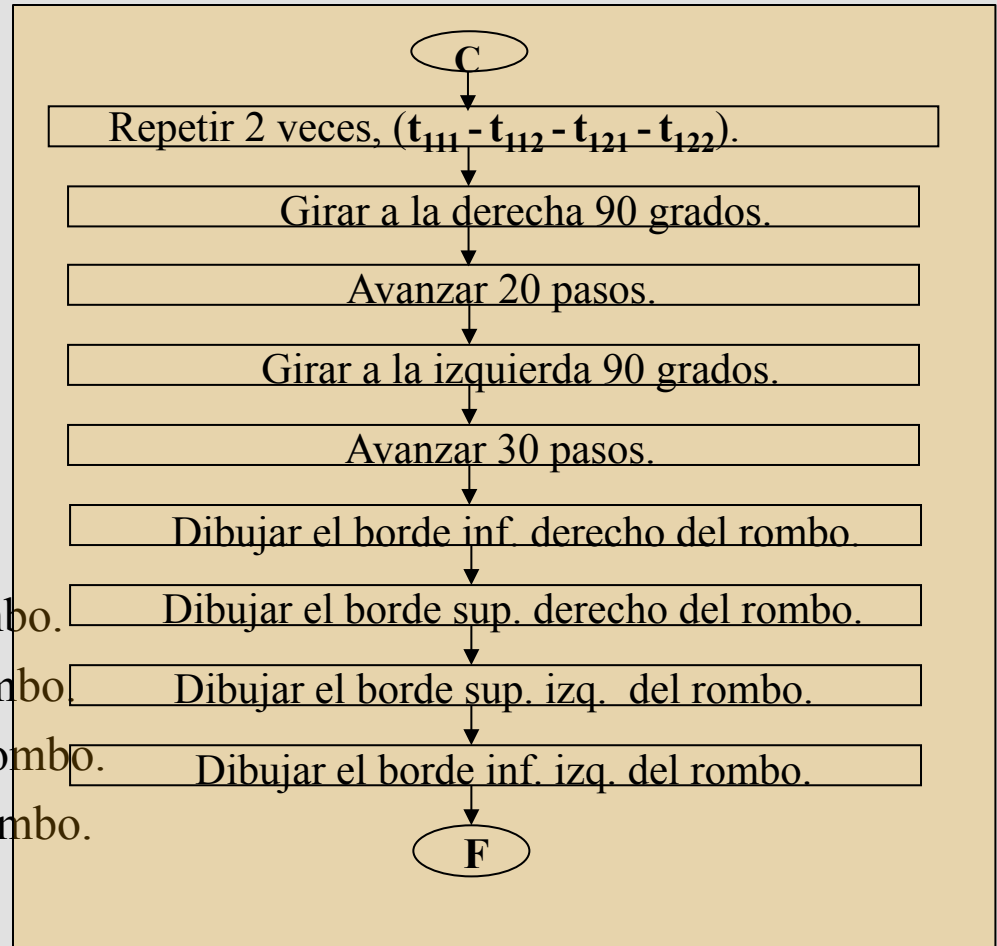 C
Repetir 2 veces, (t111 - t112 - t121 - t122).
Girar a la derecha 90 grados.
Avanzar 20 pasos.
Girar a la izquierda 90 grados.
Avanzar 30 pasos.
Dibujar el borde inf. derecho del rombo.
Dibujar el borde sup. derecho del rombo.
Dibujar el borde sup. izq. del rombo.
Dibujar el borde inf. izq. del rombo.
F